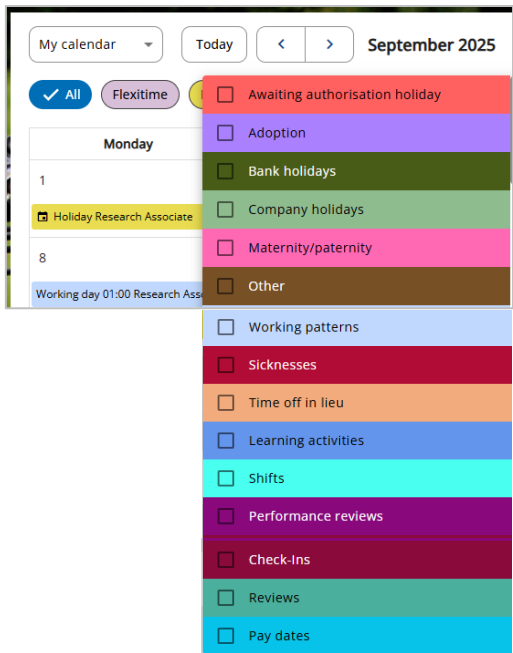 My calendar
Today
September 2025
All
Flexitime
Monday
1
Holiday Research Associate
8
Working day 01:00 Research
Awaiting authorisation holiday
Adoption
Bank holidays
Company holidays
Maternity/paternity
Other
Working patterns
Sicknesses
Time off in lieu
Learning activities
Shifts
Performance reviews
Check-Ins
Reviews
Pay dates